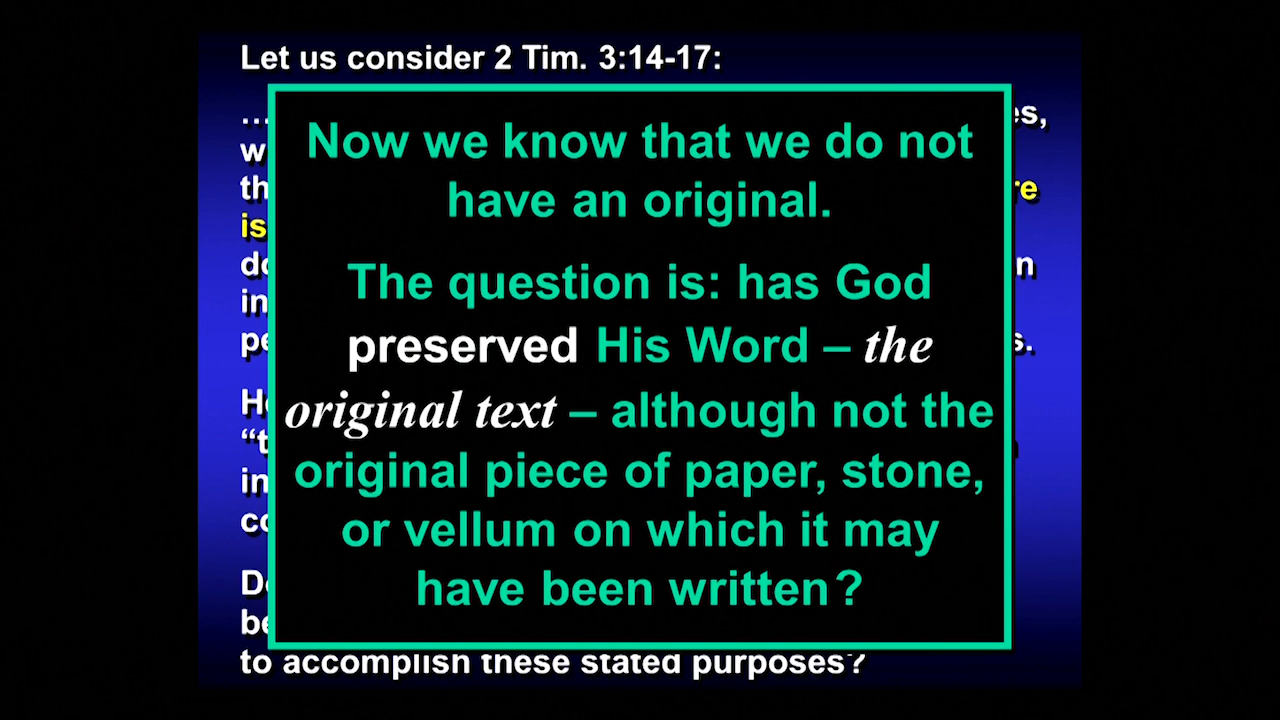 Let us consider 2 Tim. 3:14-17:
Now we know that we do not
have an original.
The question is: has God
preserved His Word – the
original text – although not the
original piece of paper, stone,
or vellum on which it may
have been written?
is
to accomplish these stated purposes?